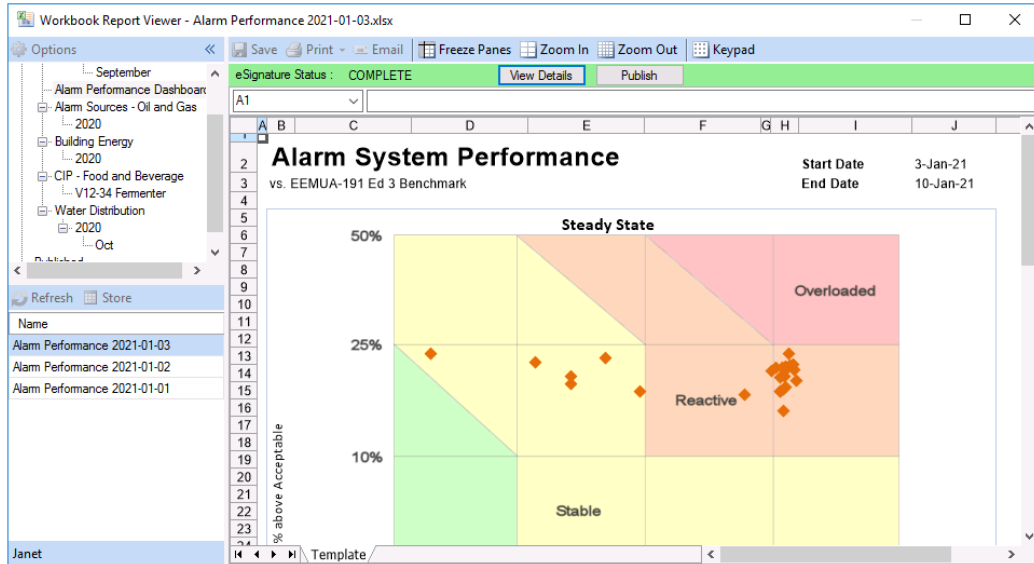 Workbook Report Viewer - Alarm Performance 2021-01-03.xlsx
Options «
September
Alarm Performance Dashboard
Alarm Sources - Oil and Gas
2020
Building Energy
2020
CIP - Food and Beverage
V12-34 Fermenter
Water Distribution
2020
Oct
Published
Refresh Store
Name
Alarm Performance 2021-01-03
Alarm Performance 2021-01-02
Alarm Performance 2021-01-01
Janet
Save Print Email Freeze Panes Zoom In Zoom Out Keypad
eSignature Status : COMPLETE View Details Publish
A1
A B C D E F G H I J
1
2
3
4
5
6
7
8
9
10
11
12
13
14
15
16
17
18
19
20
21
22
23
24
Alarm System Performance
vs. EEMUA-191 Ed 3 Benchmark
Start Date 3-Jan-21
End Date 10-Jan-21
Steady State
50%
Overloaded
25%
Reactive
10%
Stable
% above Acceptable
Template